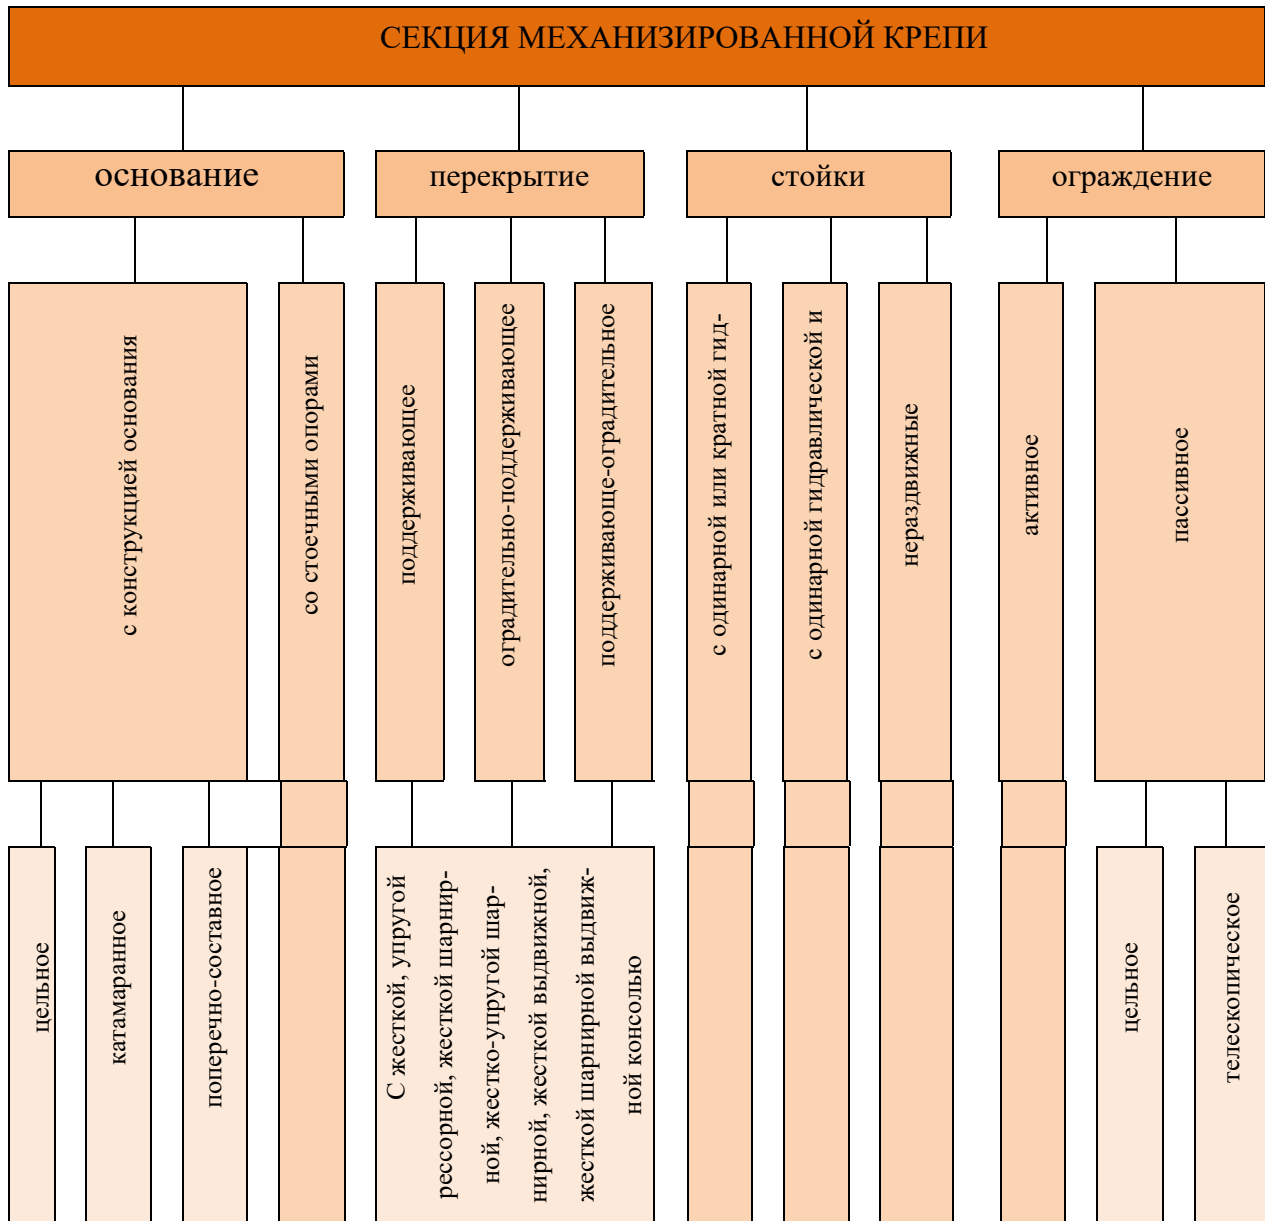 СЕКЦИЯ МЕХАНИЗИРОВАННОЙ КРЕПИ
основание
перекрытие
стойки
ограждение
с конструкцией основания
со стоечными опорами
поддерживающее
оградительно-поддерживающее
поддерживающе-оградительное
с одинарной или кратной гид-
с одинарной гидравлической и
нераздвижные
активное
пассивное
цельное
катамаранное
поперечно-составное
С жесткой, упругой
рессорной, жесткой шарнир-
ной, жестко-упругой шар-
нирной, жесткой выдвижной,
жесткой шарнирной выдвиж-
ной консолью
цельное
телескопическое